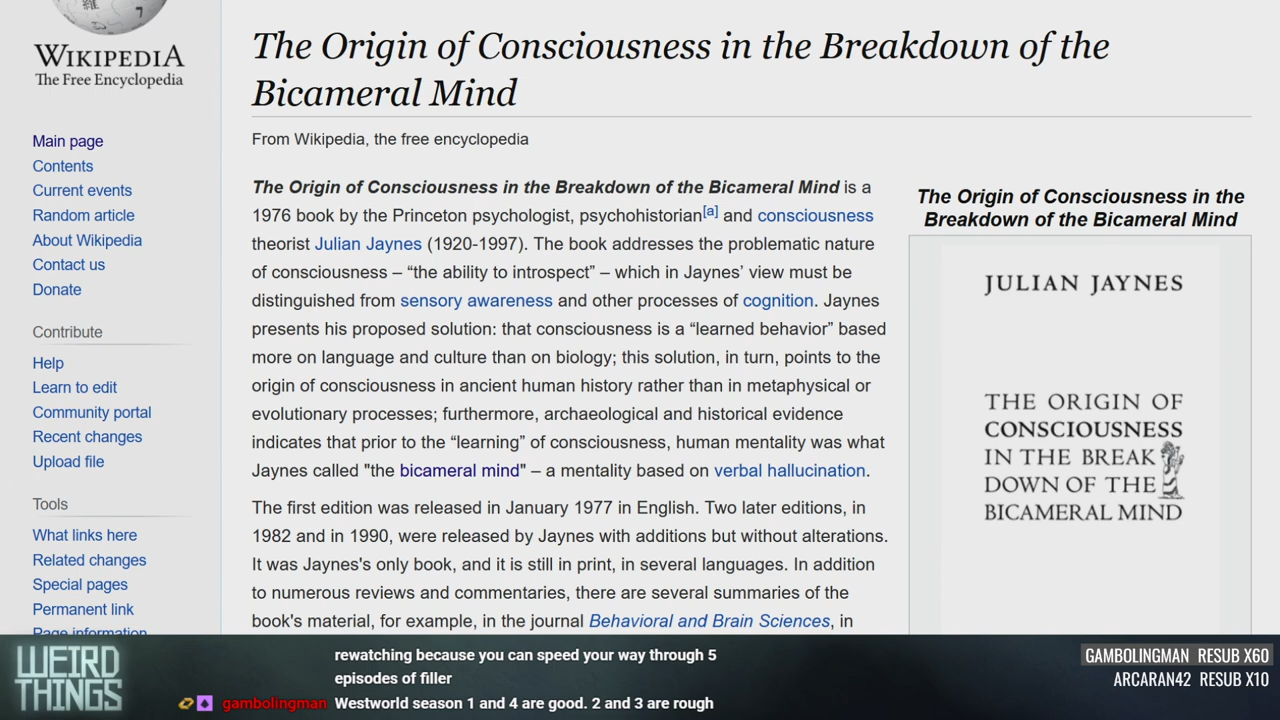 WIKIPEDIA
The Free Encyclopedia
Main page
Contents
Current events
Random article
About Wikipedia
Contact us
Donate
Contribute
Help
Learn to edit
Community portal
Recent changes
Upload file
Tools
What links here
Related changes
Special pages
Permanent link
Page information
The Origin of Consciousness in the Breakdown of the
Bicameral Mind
From Wikipedia, the free encyclopedia
The Origin of Consciousness in the Breakdown of the Bicameral Mind is a
1976 book by the Princeton psychologist, psychohistorian[a] and consciousness
theorist Julian Jaynes (1920-1997). The book addresses the problematic nature
of consciousness – “the ability to introspect” – which in Jaynes’ view must be
distinguished from sensory awareness and other processes of cognition. Jaynes
presents his proposed solution: that consciousness is a “learned behavior” based
more on language and culture than on biology; this solution, in turn, points to the
origin of consciousness in ancient human history rather than in metaphysical or
evolutionary processes; furthermore, archaeological and historical evidence
indicates that prior to the “learning” of consciousness, human mentality was what
Jaynes called "the bicameral mind" – a mentality based on verbal hallucination.
The first edition was released in January 1977 in English. Two later editions, in
1982 and in 1990, were released by Jaynes with additions but without alterations.
It was Jaynes's only book, and it is still in print, in several languages. In addition
to numerous reviews and commentaries, there are several summaries of the
book's material, for example, in the journal Behavioral and Brain Sciences, in
The Origin of Consciousness in the
Breakdown of the Bicameral Mind
JULIAN JAYNES
THE ORIGIN OF
CONSCIOUSNESS
IN THE BREAK
DOWN OF THE
BICAMERAL MIND
WEIRD
THINGS
rewatching because you can speed your way through 5
episodes of filler
gambolingman Westworld season 1 and 4 are good. 2 and 3 are rough
GAMBOLINGMAN RESUB X60
ARCARAN42 RESUB X10